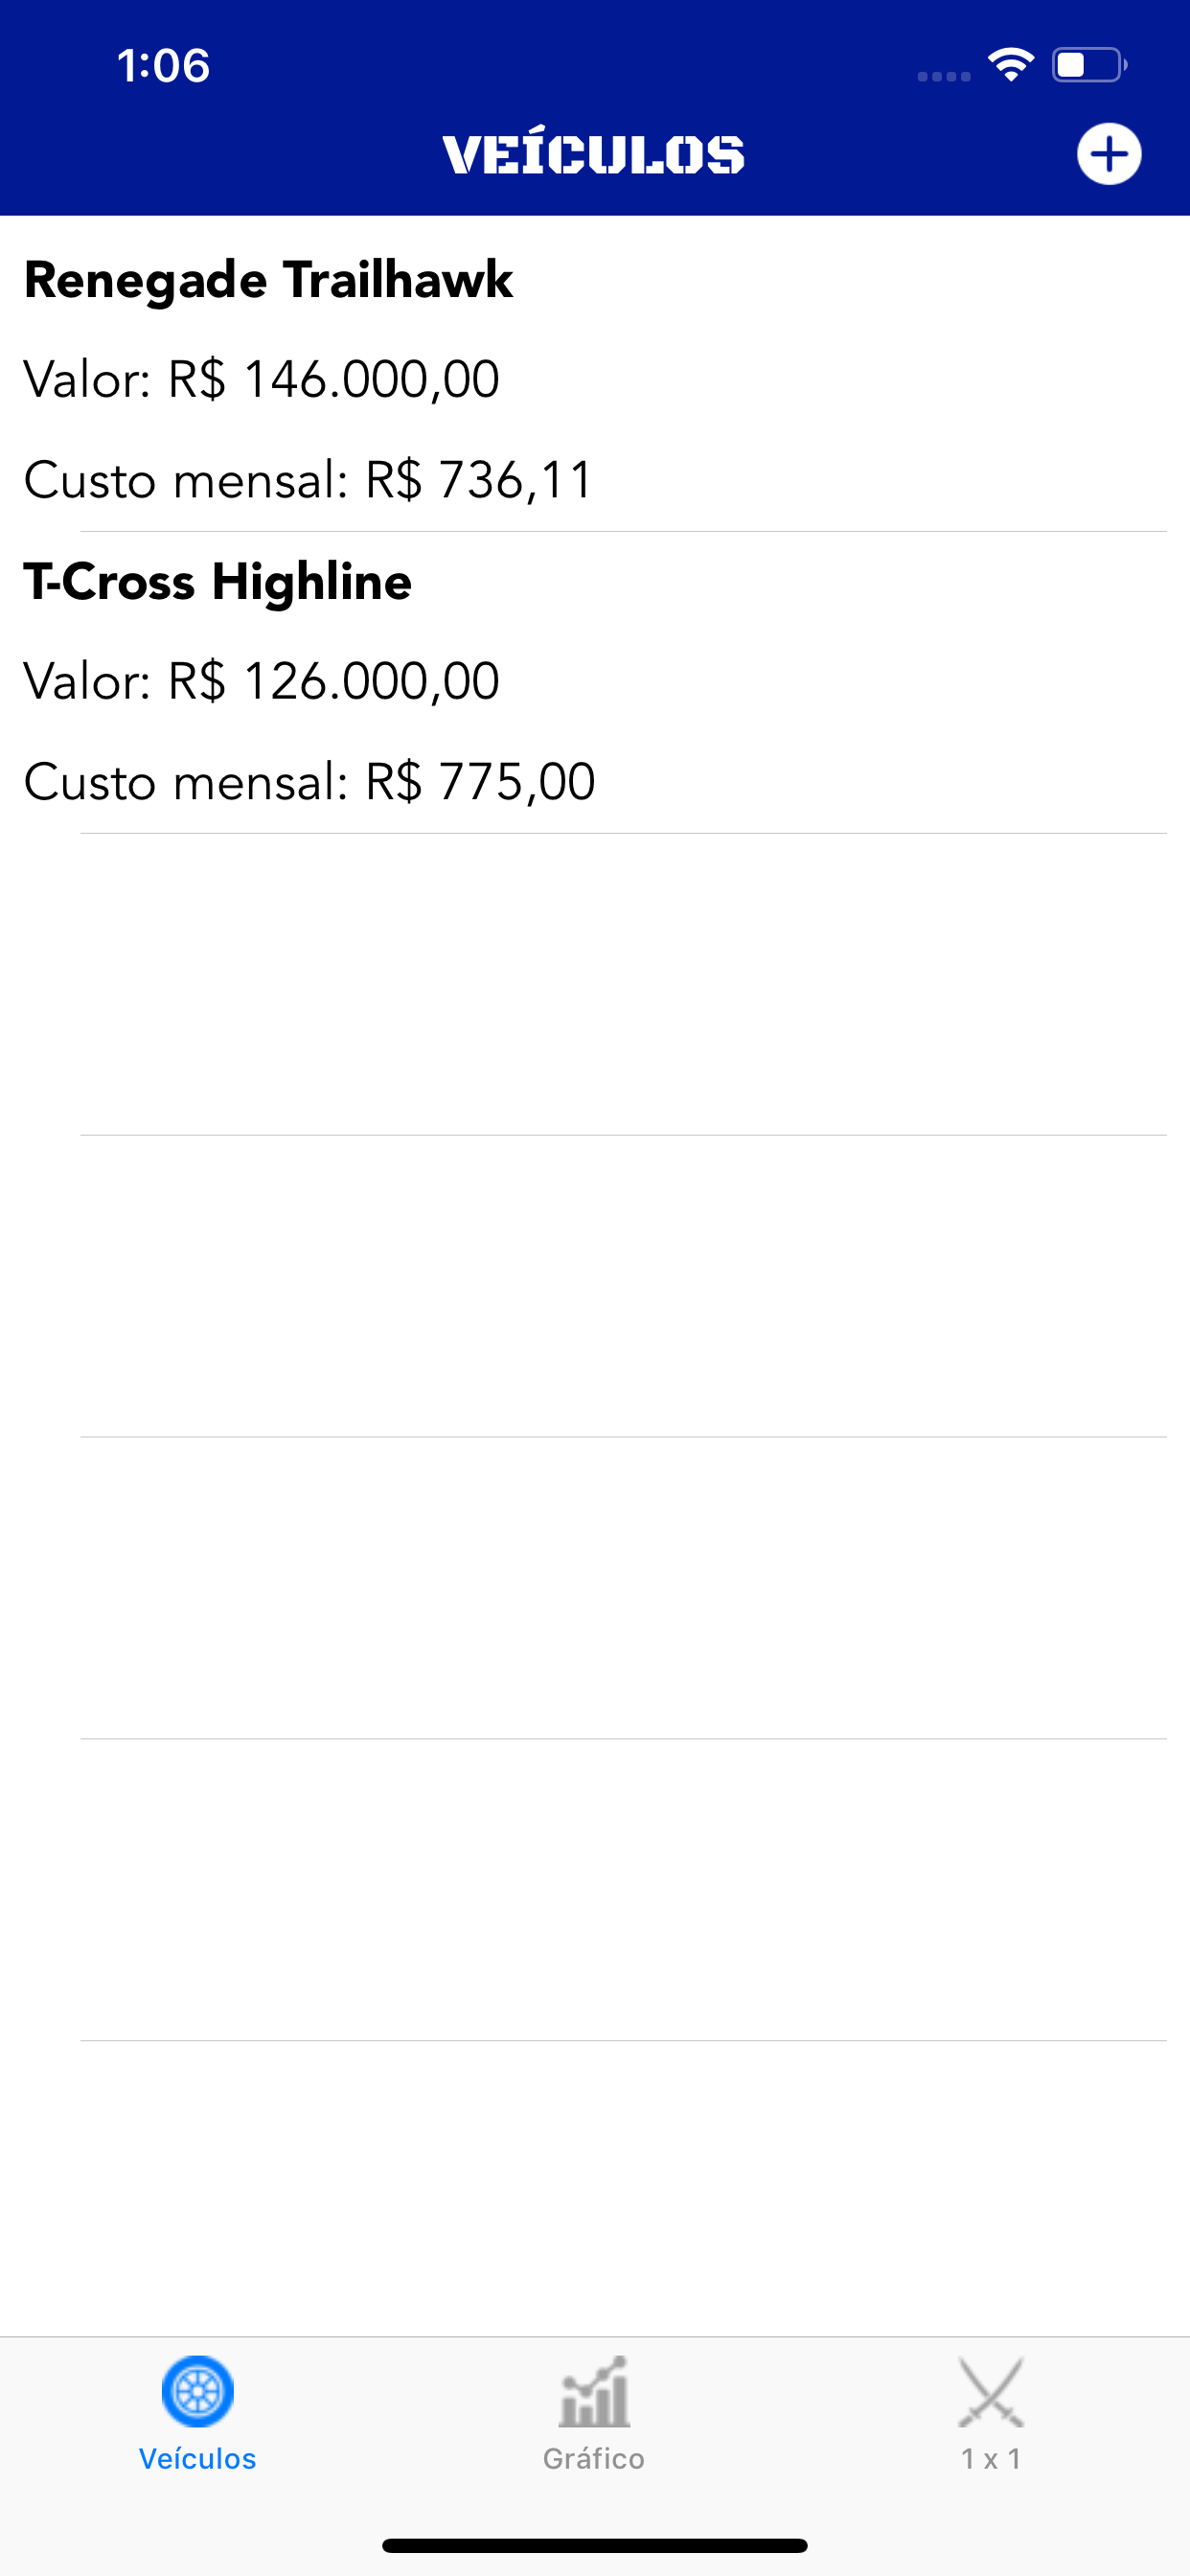 1:06
VEÍCULOS
Renegade Trailhawk
Valor: R$ 146.000,00
Custo mensal: R$ 736,11
T-Cross Highline
Valor: R$ 126.000,00
Custo mensal: R$ 775,00
Veículos
Gráfico
1 x 1